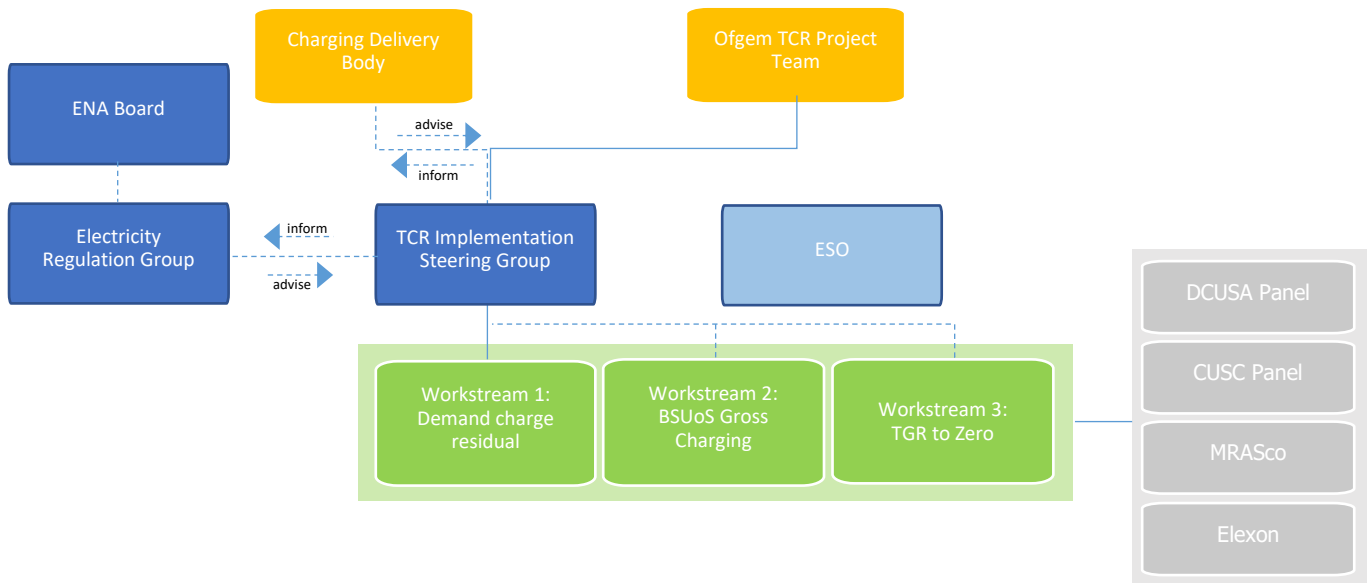 Charging Delivery
Body
Ofgem TCR Project
Team
ENA Board
advise
inform
Electricity
Regulation Group
inform
advise
TCR Implementation
Steering Group
ESO
DCUSA Panel
CUSC Panel
MRASco
Elexon
Workstream 1:
Demand charge
residual
Workstream 2:
BSUoS Gross
Charging
Workstream 3:
TGR to Zero